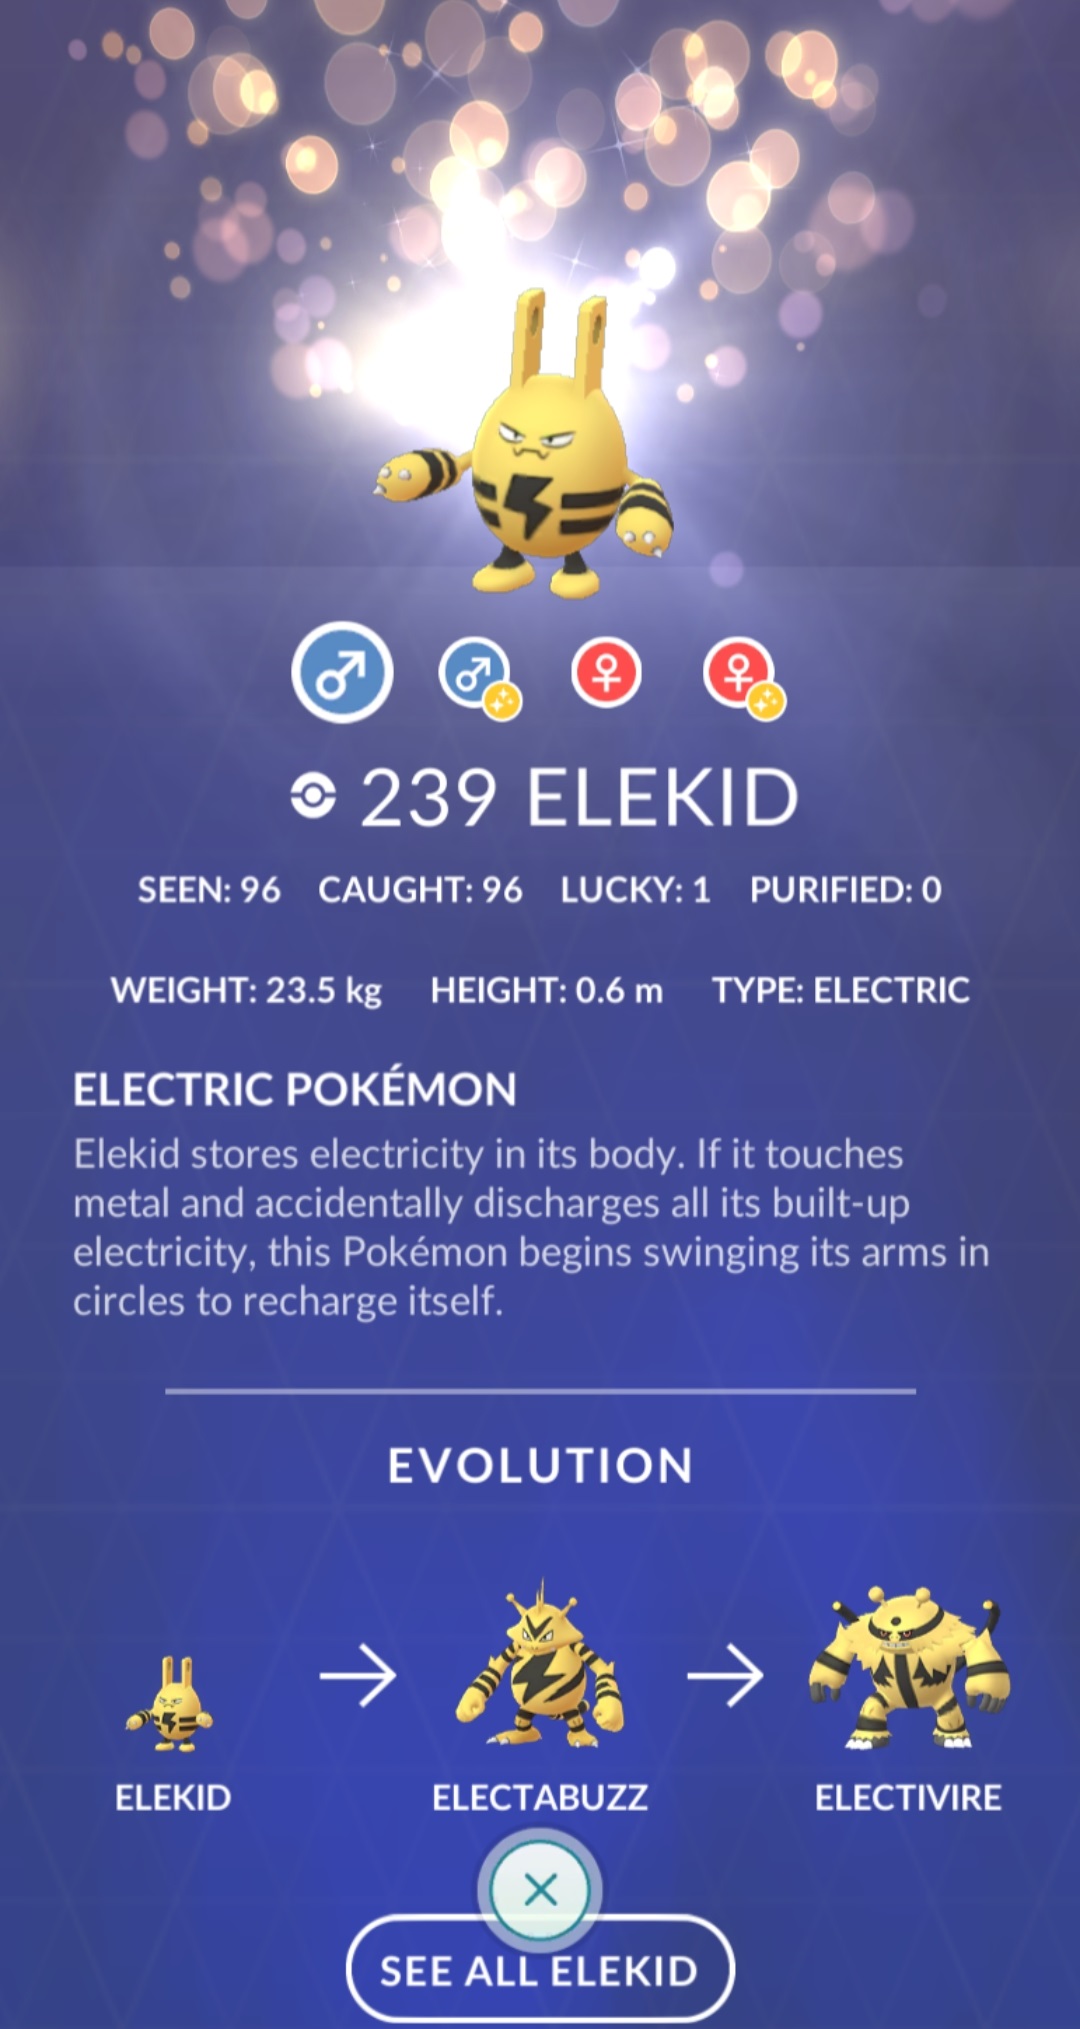 239 ELEKID
SEEN: 96 CAUGHT: 96 LUCKY: 1 PURIFIED: 0
WEIGHT: 23.5 kg HEIGHT: 0.6 m TYPE: ELECTRIC
ELECTRIC POKÉMON
Elekid stores electricity in its body. If it touches
metal and accidentally discharges all its built-up
electricity, this Pokémon begins swinging its arms in
circles to recharge itself.
EVOLUTION
ELEKID ELECTABUZZ ELECTIVIRE
SEE ALL ELEKID